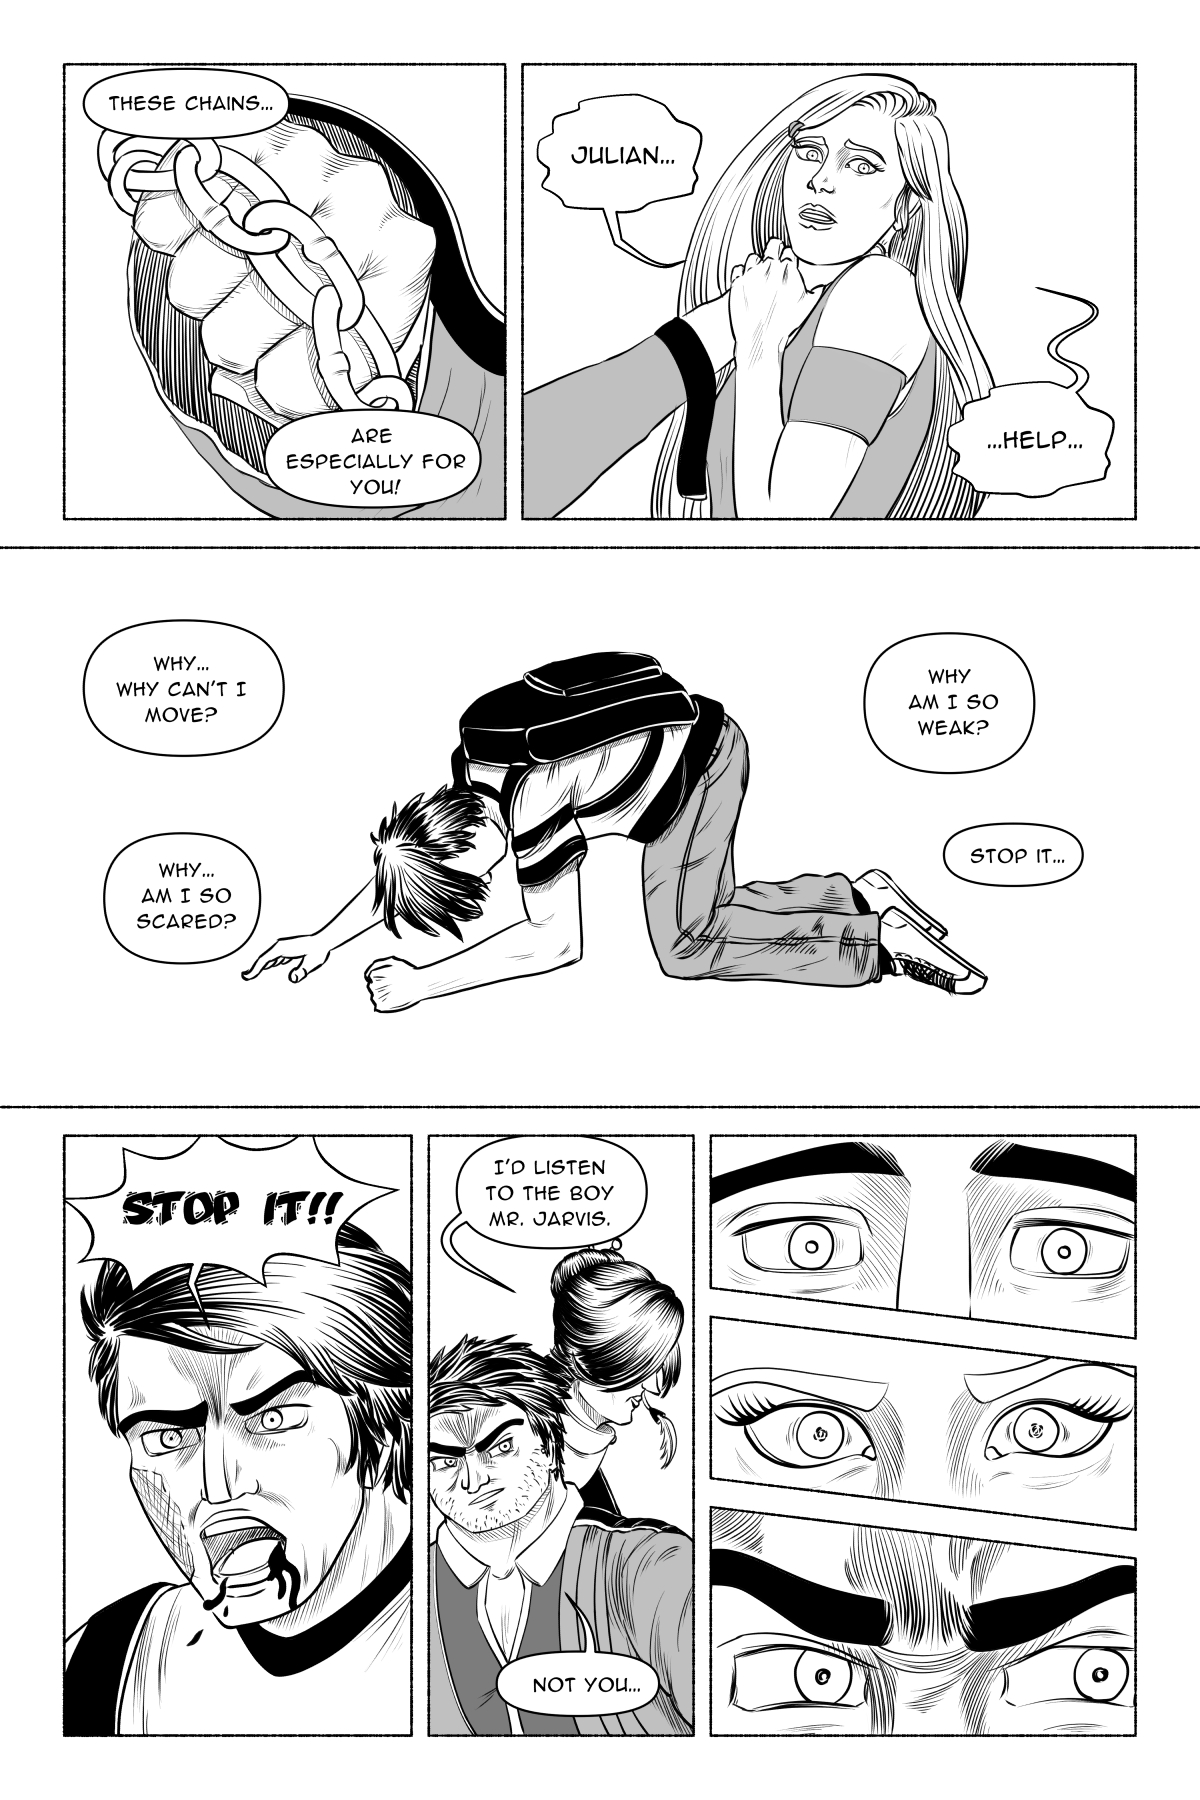 THESE CHAINS...
ARE
ESPECIALLY FOR
YOU!
JULIAN...
...HELP...
WHY...
WHY CAN'T I
MOVE?
WHY
AM I SO
WEAK?
WHY...
AM I SO
SCARED?
STOP IT...
STOP IT!!
I'D LISTEN
TO THE BOY
MR. JARVIS.
NOT YOU...